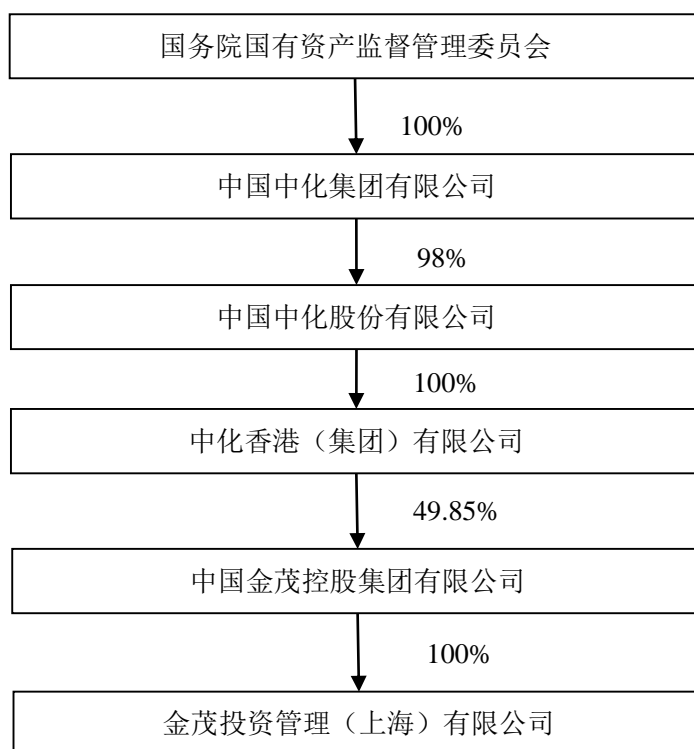 国务院国有资产监督管理委员会
100%
中国中化集团有限公司
98%
中国中化股份有限公司
100%
中化香港（集团）有限公司
49.85%
中国金茂控股集团有限公司
100%
金茂投资管理（上海）有限公司